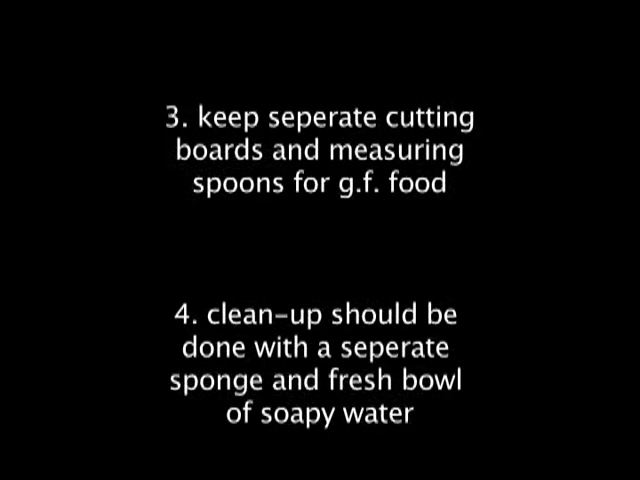 3. keep seperate cutting
boards and measuring
spoons for g.f. food
4. clean-up should be
done with a seperate
sponge and fresh bowl
of soapy water